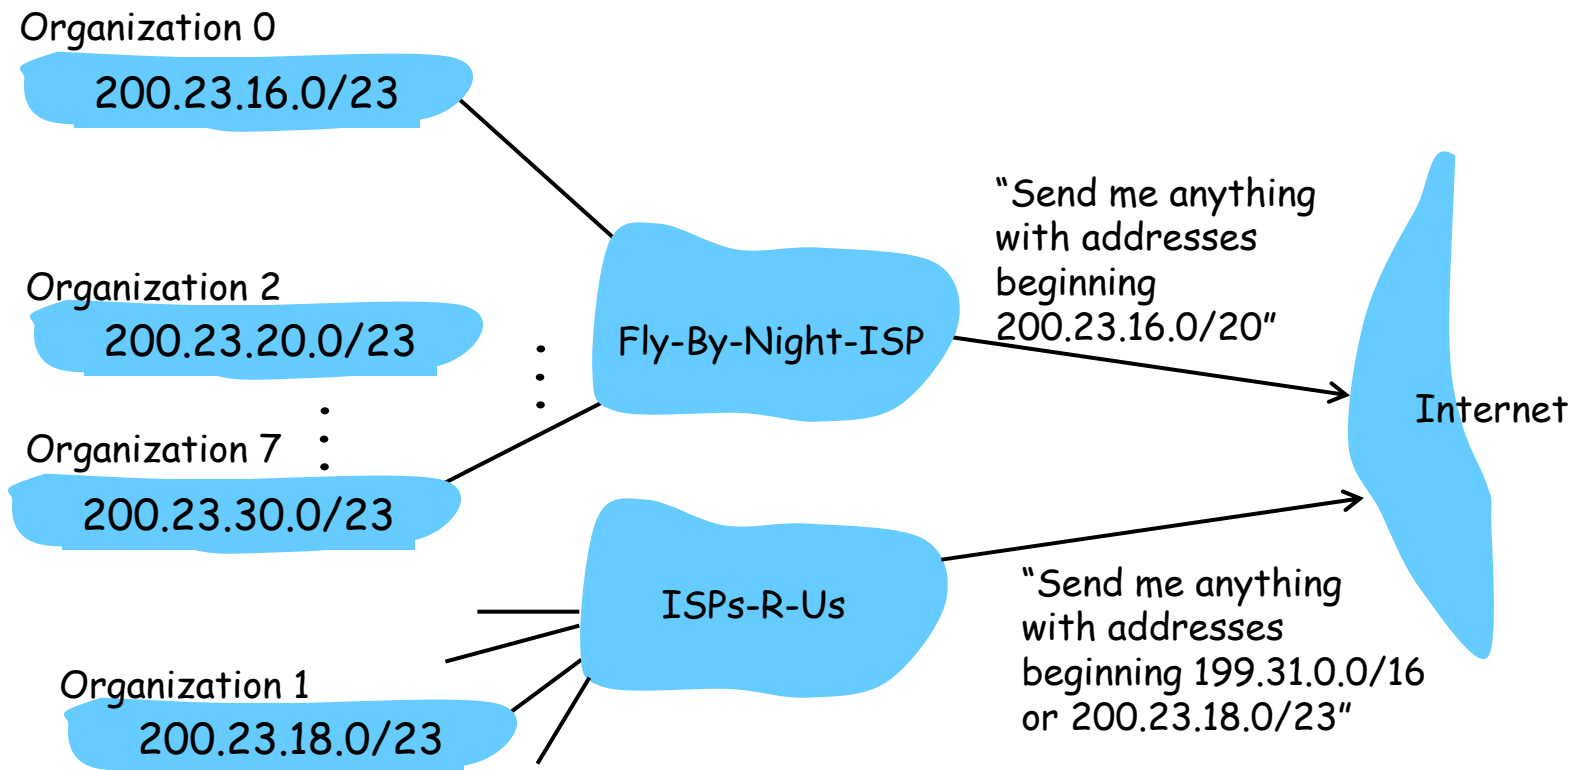 Organization 0
200.23.16.0/23
Organization 2
200.23.20.0/23
Organization 7
200.23.30.0/23
Fly-By-Night-ISP
“Send me anything
with addresses
beginning
200.23.16.0/20”
Internet
ISPs-R-Us
Organization 1
200.23.18.0/23
“Send me anything
with addresses
beginning 199.31.0.0/16
or 200.23.18.0/23”